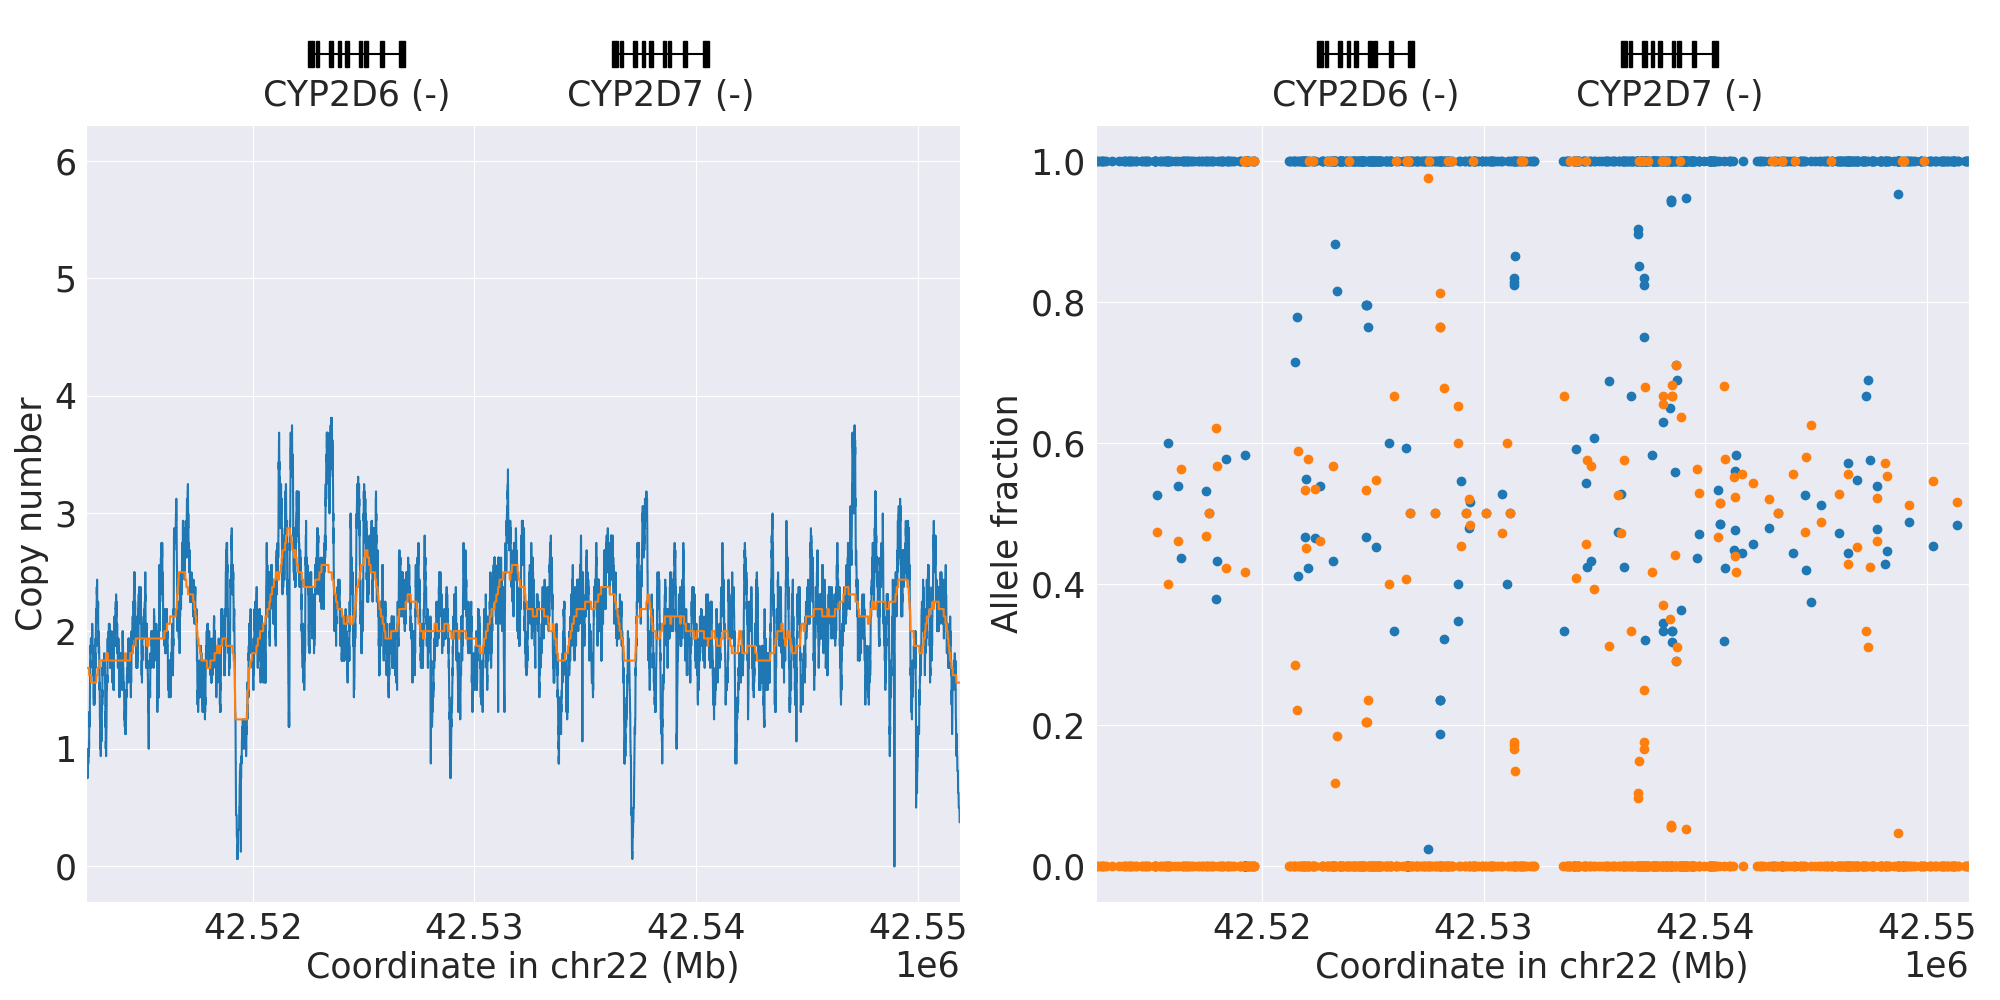 CYP2D6 (-)
CYP2D7 (-)
6
5
4
3
2
1
0
Copy number
42.52
42.53
42.54
42.55
Coordinate in chr22 (Mb)
1e6
CYP2D6 (-)
CYP2D7 (-)
1.0
0.8
0.6
0.4
0.2
0.0
Allele fraction
42.52
42.53
42.54
42.55
Coordinate in chr22 (Mb)
1e6